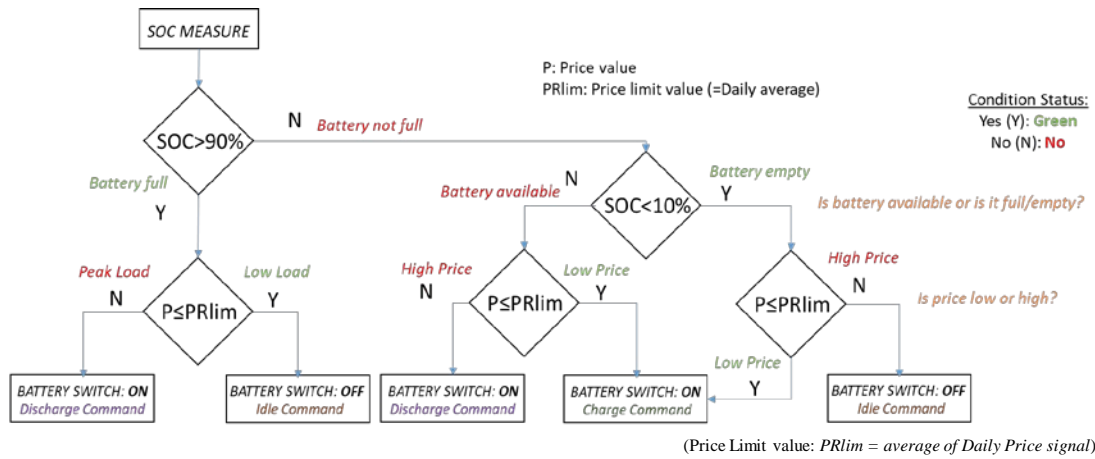 SOC MEASURE
P: Price value
PRlim: Price limit value (=Daily average)
Condition Status:
Yes (Y): Green
No (N): No
N
Battery not full
SOC>90%
Battery full
Y
N
Battery available
SOC<10%
Battery empty
Y
Is battery available or is it full/empty?
Peak Load
N
P≤PRlim
Low Load
Y
High Price
N
P≤PRlim
Low Price
Y
P≤PRlim
High Price
N
Is price low or high?
Low Price
Y
BATTERY SWITCH: ON
Discharge Command
BATTERY SWITCH: OFF
Idle Command
BATTERY SWITCH: ON
Discharge Command
BATTERY SWITCH: ON
Charge Command
BATTERY SWITCH: OFF
Idle Command
(Price Limit value: PRlim = average of Daily Price signal)